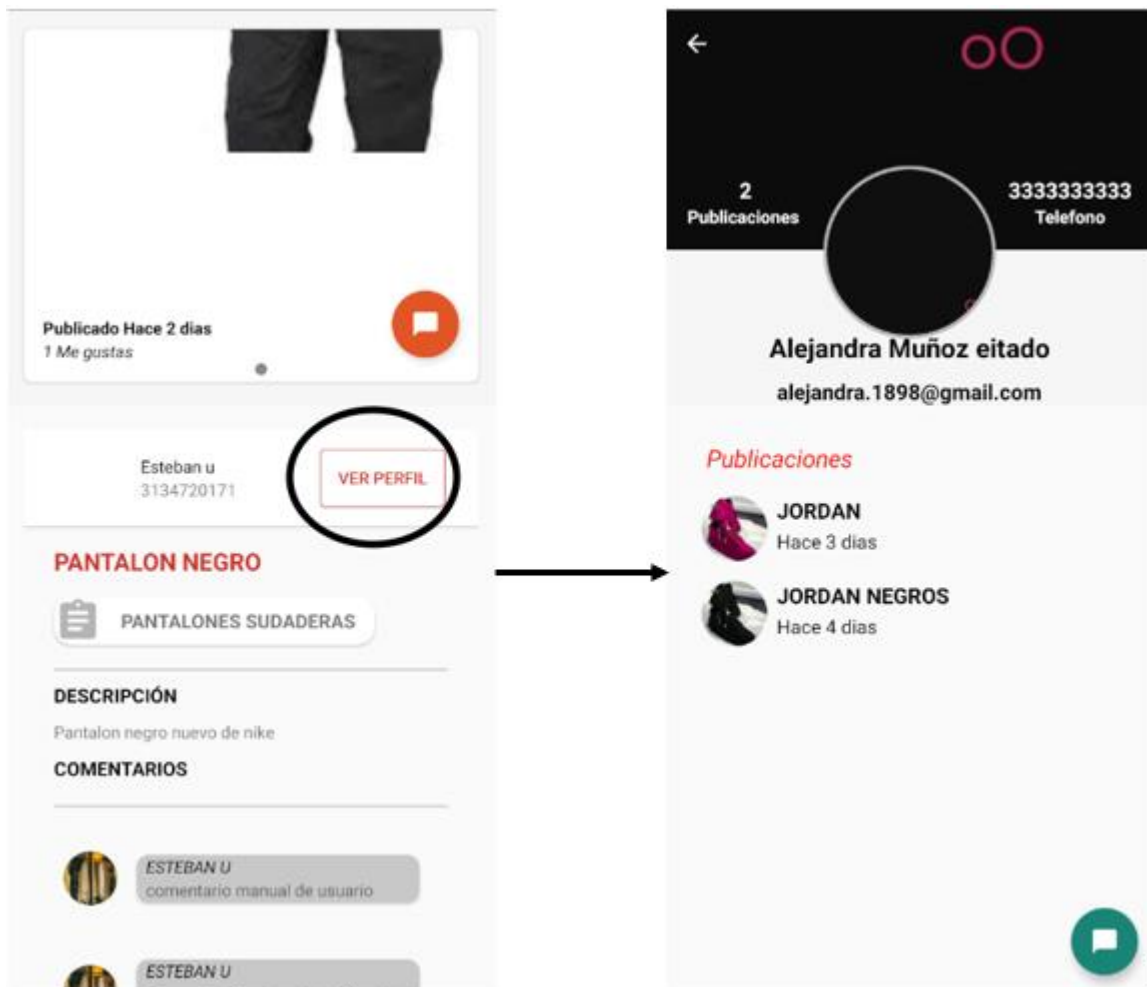 Publicado Hace 2 dias
1 Me gustas
Esteban u
3134720171
VER PERFIL
PANTALON NEGRO
PANTALONES SUDADERAS
DESCRIPCIÓN
Pantalon negro nuevo de nike
COMENTARIOS
ESTEBAN U
comentario manual de usuario
ESTEBAN U
2
Publicaciones
3333333333
Telefono
Alejandra Muñoz eitado
alejandra.1898@gmail.com
Publicaciones
JORDAN
Hace 3 dias
JORDAN NEGROS
Hace 4 dias